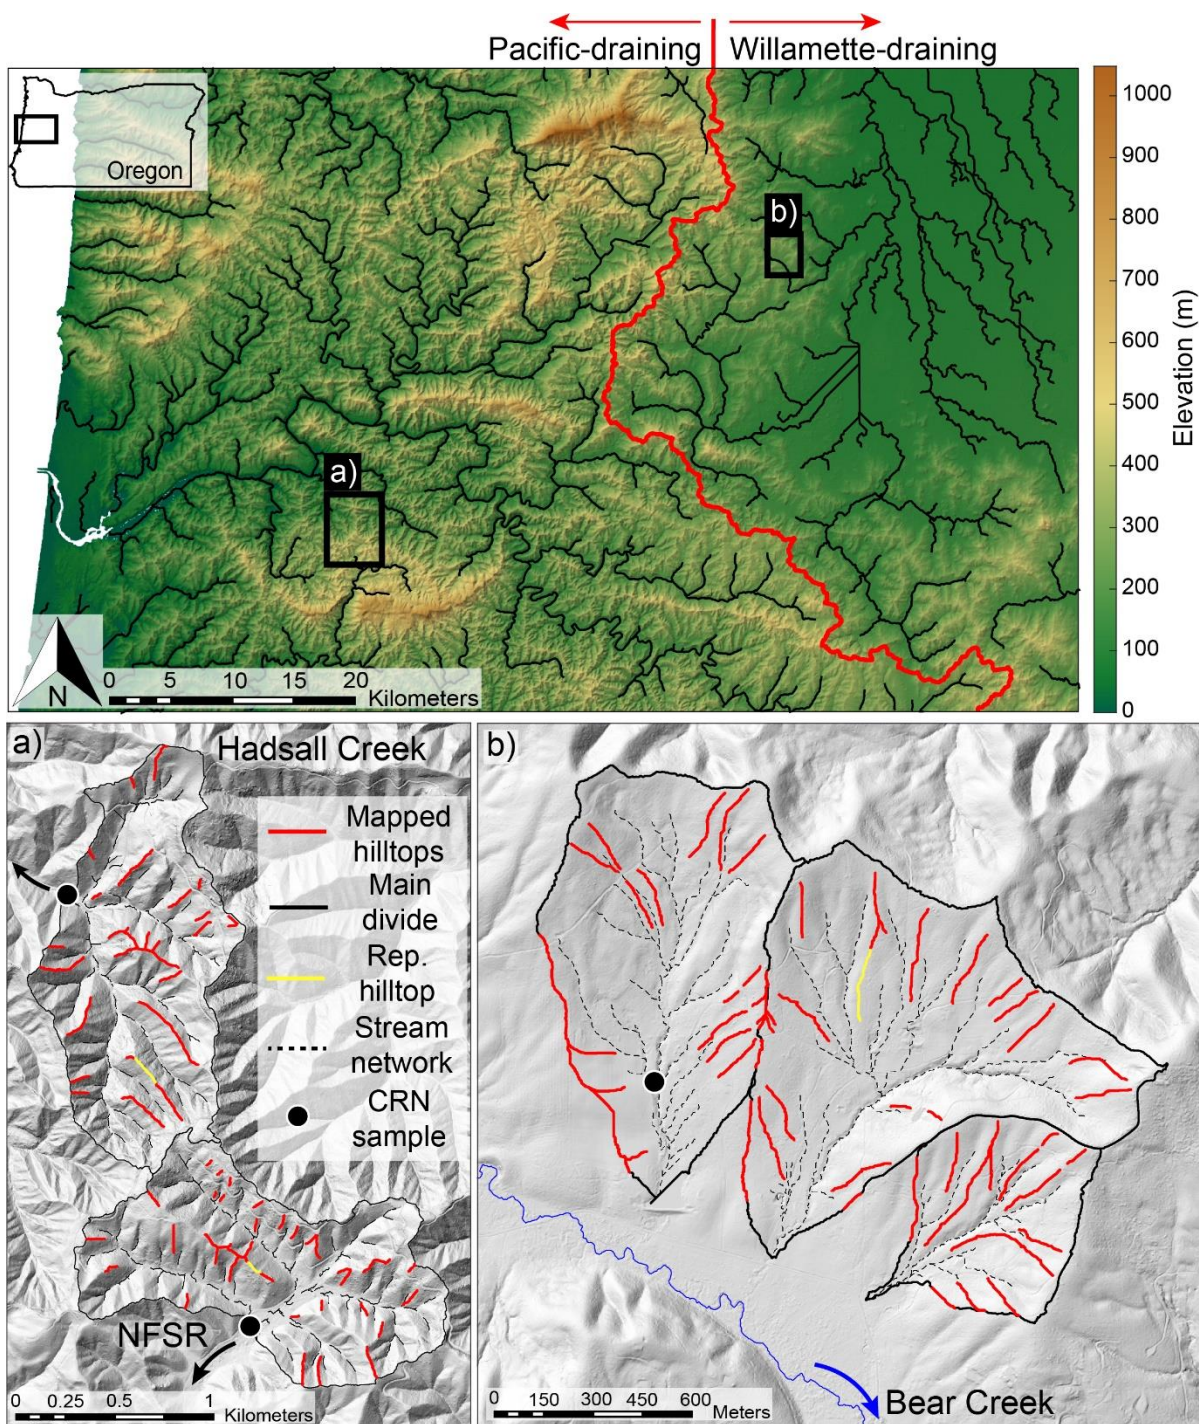 Pacific-draining Willamette-draining
Oregon
b)
a)
N
0 5 10 15 20
Kilometers
1000
900
800
700
600
500
400
300
200
100
0
Elevation (m)
a)
Hadsall Creek
Mapped
hilltops
Main
divide
Rep.
hilltop
Stream
network
CRN
sample
NFSR
0 0.25 0.5 1
Kilometers
b)
Bear Creek
0 150 300 450 600
Meters